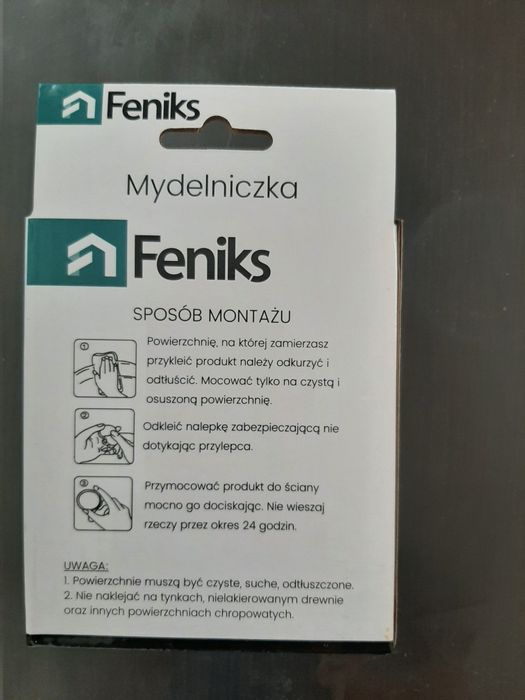 Feniks
Mydelniczka
Feniks
SPOSÓB MONTAŻU
1
Powierzchnię, na której zamierzasz
przykleić produkt należy odkurzyć i
odtłuścić. Mocować tylko na czystą i
osuszoną powierzchnię.
2
Odkleić nalepkę zabezpieczającą nie
dotykając przylepca.
3
Przymocować produkt do ściany
mocno go dociskając. Nie wieszaj
rzeczy przez okres 24 godzin.
UWAGA:
1. Powierzchnie muszą być czyste, suche, odtłuszczone.
2. Nie naklejać na tynkach, nielakierowanym drewnie
oraz innych powierzchniach chropowatych.